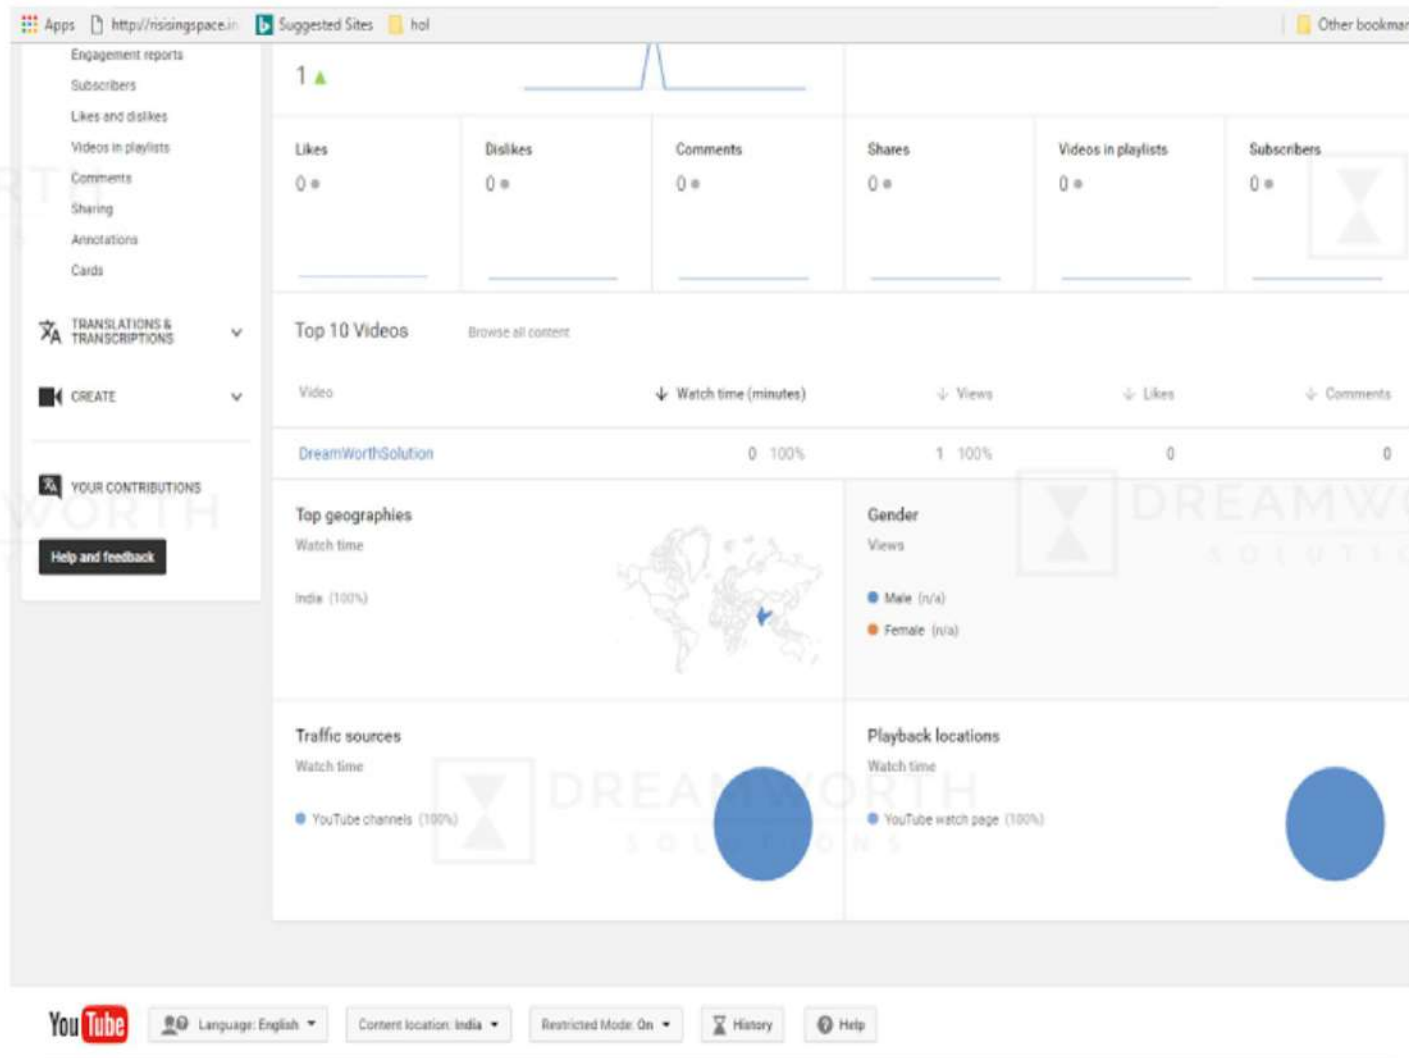 Apps http://risisingspace.in Suggested Sites hol Other bookmar
Engagement reports
Subscribers
Likes and dislikes
Videos in playlists
Comments
Sharing
Annotations
Cards
TRANSLATIONS &
TRANSCRIPTIONS
CREATE
YOUR CONTRIBUTIONS
Help and feedback
1
Likes Dislikes Comments Shares Videos in playlists Subscribers
0 0 0 0 0 0
Top 10 Videos Browse all content
Video Watch time (minutes) Views Likes Comments
DreamWorthSolution 0 100% 1 100% 0 0
Top geographies
Watch time
India (100%)
Gender
Views
Male (n/a)
Female (n/a)
Traffic sources
Watch time
YouTube channels (100%)
Playback locations
Watch time
YouTube watch page (100%)
DREAMWORTH
SOLUTIONS
YouTube Language: English Content location: India Restricted Mode: On History Help